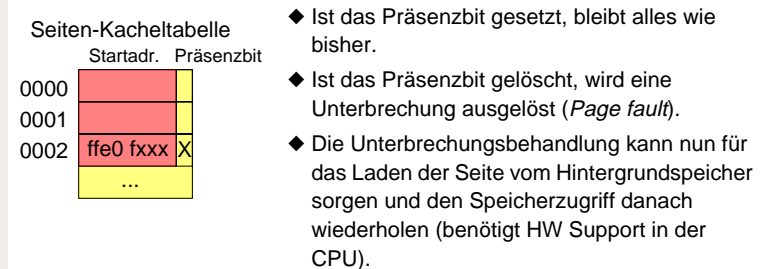 Seiten-Kacheltabelle
Startadr. Präsenzbit
0000
0001
0002 ffe0 fxxx X
...
◆ Ist das Präsenzbit gesetzt, bleibt alles wie
bisher.
◆ Ist das Präsenzbit gelöscht, wird eine
Unterbrechung ausgelöst (Page fault).
◆ Die Unterbrechungsbehandlung kann nun für
das Laden der Seite vom Hintergrundspeicher
sorgen und den Speicherzugriff danach
wiederholen (benötigt HW Support in der
CPU).